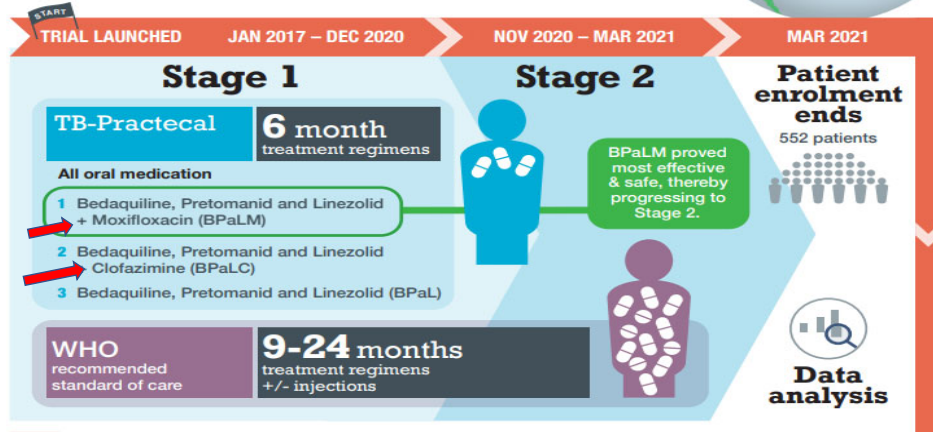 START
TRIAL LAUNCHED JAN 2017 – DEC 2020 NOV 2020 – MAR 2021 MAR 2021
Stage 1
TB-Practecal
6 month
treatment regimens
All oral medication
1 Bedaquiline, Pretomanid and Linezolid
+ Moxifloxacin (BPaLM)
2 Bedaquiline, Pretomanid and Linezolid
Clofazimine (BPaLC)
3 Bedaquiline, Pretomanid and Linezolid (BPaL)
WHO
recommended
standard of care
9-24 months
treatment regimens
+/- injections
Stage 2
BPaLM proved
most effective
& safe, thereby
progressing to
Stage 2.
Patient
enrolment
ends
552 patients
Data
analysis